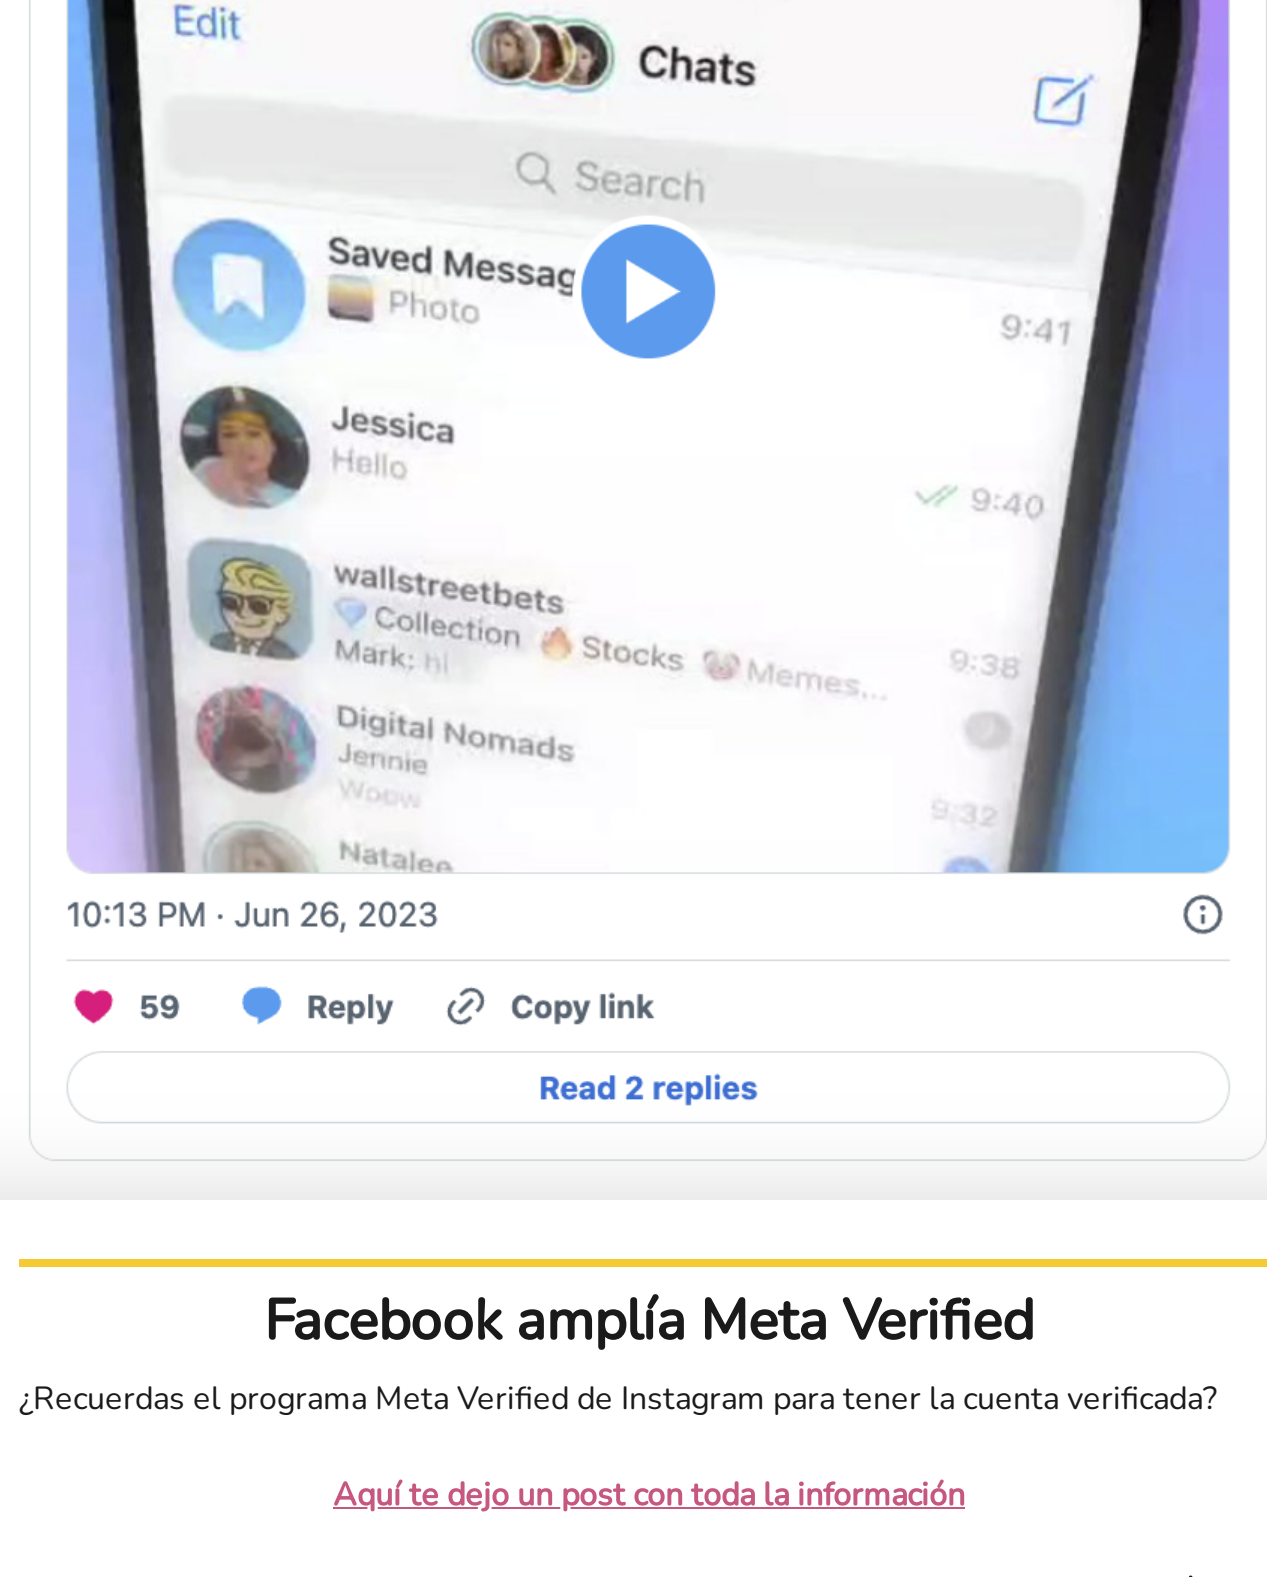 Edit
Chats
Search
Saved Messag
Photo
9:41
Jessica
Hello
9:40
wallstreetbets
Collection Stocks Memes...
Mark: hi
9:38
Digital Nomads
Jennie
Woow
9:32
Natalee
10:13 PM · Jun 26, 2023
59 Reply Copy link
Read 2 replies
Facebook amplía Meta Verified
¿Recuerdas el programa Meta Verified de Instagram para tener la cuenta verificada?
Aquí te dejo un post con toda la información